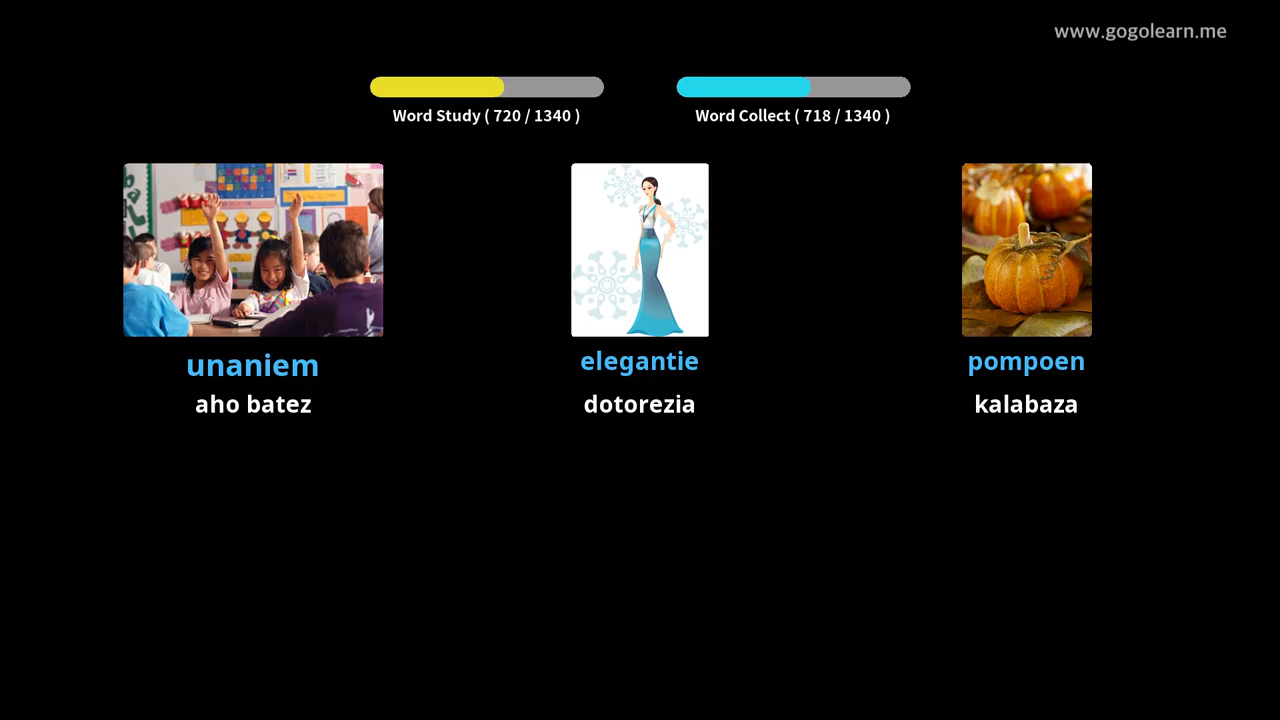 www.gogolearn.me
Word Study ( 720 / 1340 )
Word Collect ( 718 / 1340 )
unaniem
elegantie
pompoen
aho batez
dotorezia
kalabaza